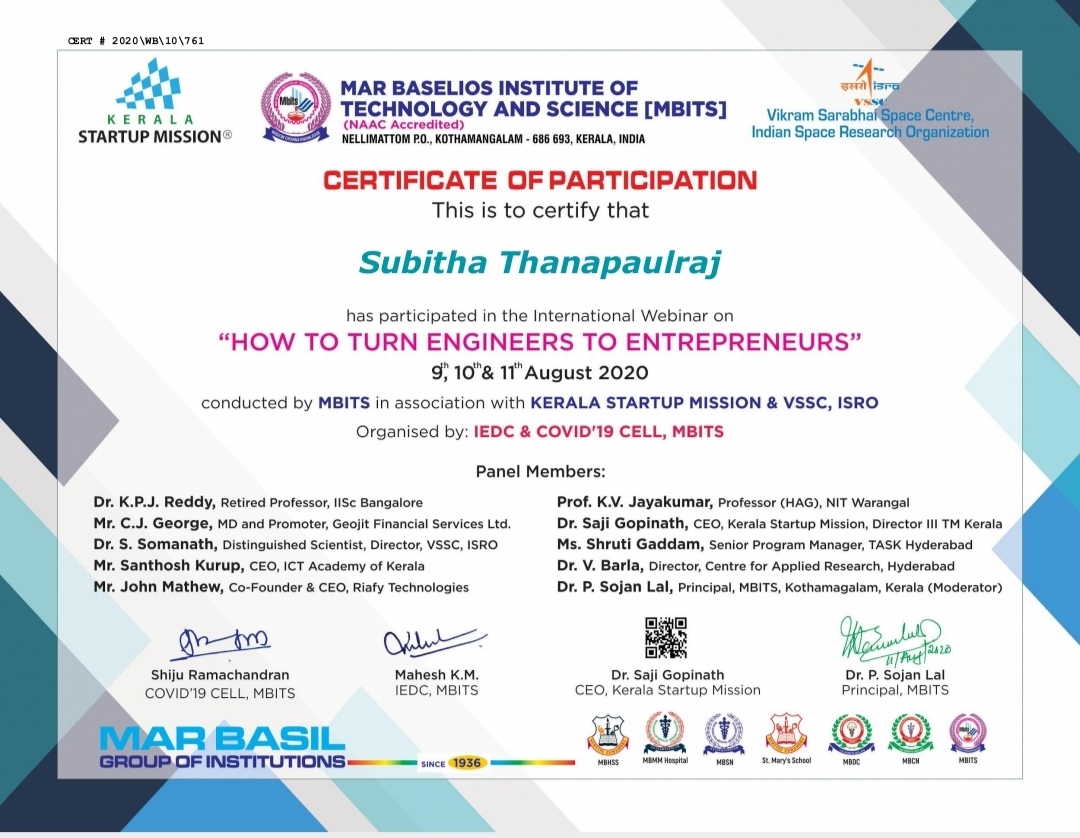 CERT # 2020\WB\10\761
KERALA
STARTUP MISSION®
Mbits
MAR BASELIOS INSTITUTE OF
TECHNOLOGY AND SCIENCE [MBITS]
(NAAC Accredited)
NELLIMATTOM P.O., KOTHAMANGALAM - 686 693, KERALA, INDIA
इसरो isro
VSSC
Vikram Sarabhai Space Centre,
Indian Space Research Organization
CERTIFICATE OF PARTICIPATION
This is to certify that
Subitha Thanapaulraj
has participated in the International Webinar on
“HOW TO TURN ENGINEERS TO ENTREPRENEURS”
9th, 10th & 11th August 2020
conducted by MBITS in association with KERALA STARTUP MISSION & VSSC, ISRO
Organised by: IEDC & COVID'19 CELL, MBITS
Panel Members:
Dr. K.P.J. Reddy, Retired Professor, IISc Bangalore
Mr. C.J. George, MD and Promoter, Geojit Financial Services Ltd.
Dr. S. Somanath, Distinguished Scientist, Director, VSSC, ISRO
Mr. Santhosh Kurup, CEO, ICT Academy of Kerala
Mr. John Mathew, Co-Founder & CEO, Riafy Technologies
Prof. K.V. Jayakumar, Professor (HAG), NIT Warangal
Dr. Saji Gopinath, CEO, Kerala Startup Mission, Director III TM Kerala
Ms. Shruti Gaddam, Senior Program Manager, TASK Hyderabad
Dr. V. Barla, Director, Centre for Applied Research, Hyderabad
Dr. P. Sojan Lal, Principal, MBITS, Kothamagalam, Kerala (Moderator)
11/Aug/2020
Shiju Ramachandran
COVID'19 CELL, MBITS
Mahesh K.M.
IEDC, MBITS
Dr. Saji Gopinath
CEO, Kerala Startup Mission
Dr. P. Sojan Lal
Principal, MBITS
MAR BASIL
GROUP OF INSTITUTIONS
SINCE 1936
MBHSS
MBMM Hospital
MBSN
St. Mary's School
MBDC
MBCN
MBITS